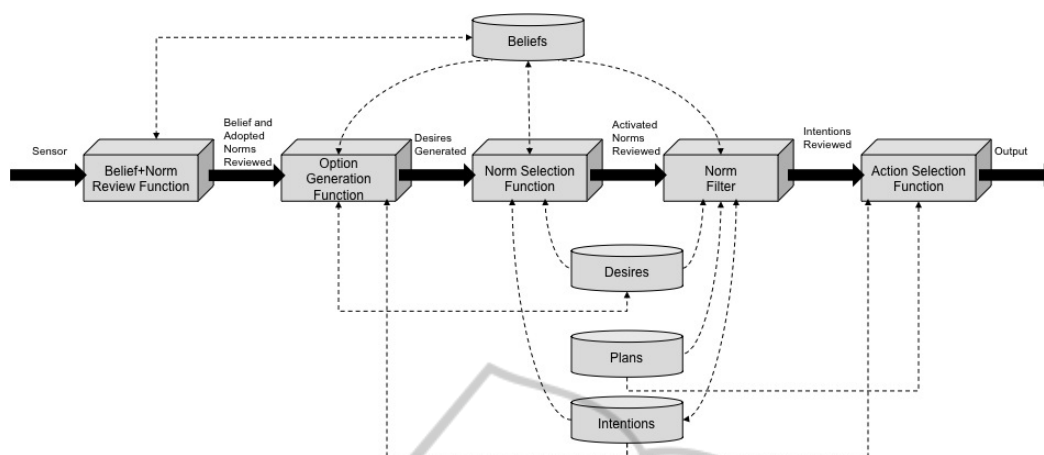 Beliefs
Sensor
Belief+Norm
Review Function
Belief and
Adopted
Norms
Reviewed
Option
Generation
Function
Desires
Generated
Norm Selection
Function
Activated
Norms
Reviewed
Norm
Filter
Intentions
Reviewed
Action Selection
Function
Output
Desires
Plans
Intentions